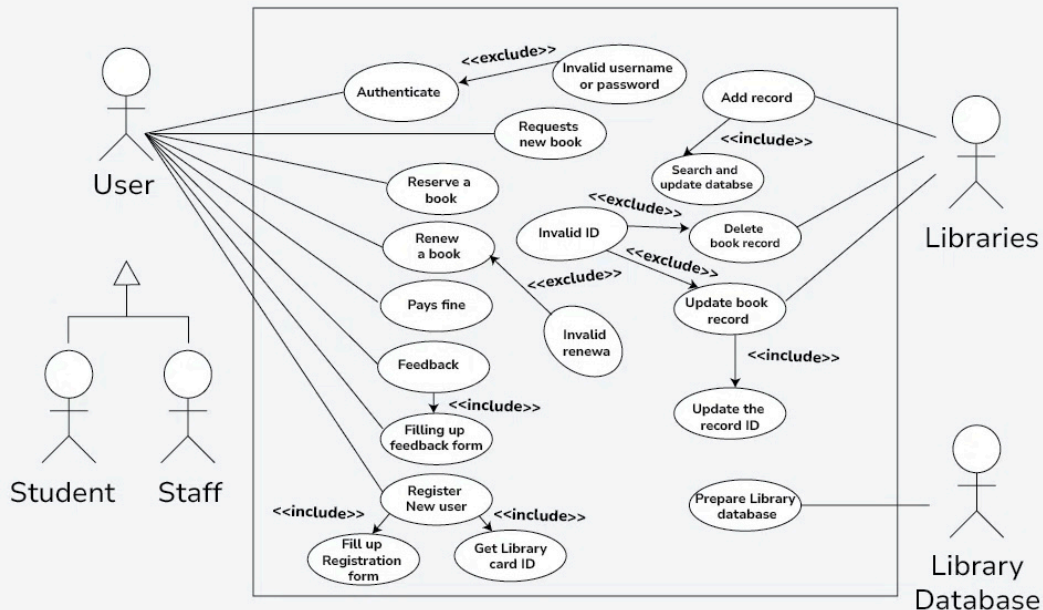 <<exclude>>
Invalid username
or password
Authenticate
Add record
Requests
new book
<<include>>
User
Search and
update databse
Reserve a
book
<<exclude>>
Invalid ID
Delete
book record
Libraries
Renew
a book
<<exclude>>
<<exclude>>
Pays fine
Update book
record
Invalid
renewa
<<include>>
Feedback
<<include>>
Update the
record ID
Filling up
feedback form
Student
Staff
Register
New user
Prepare Library
database
<<include>>
<<include>>
Fill up
Registration
form
Get Library
card ID
Library
Database